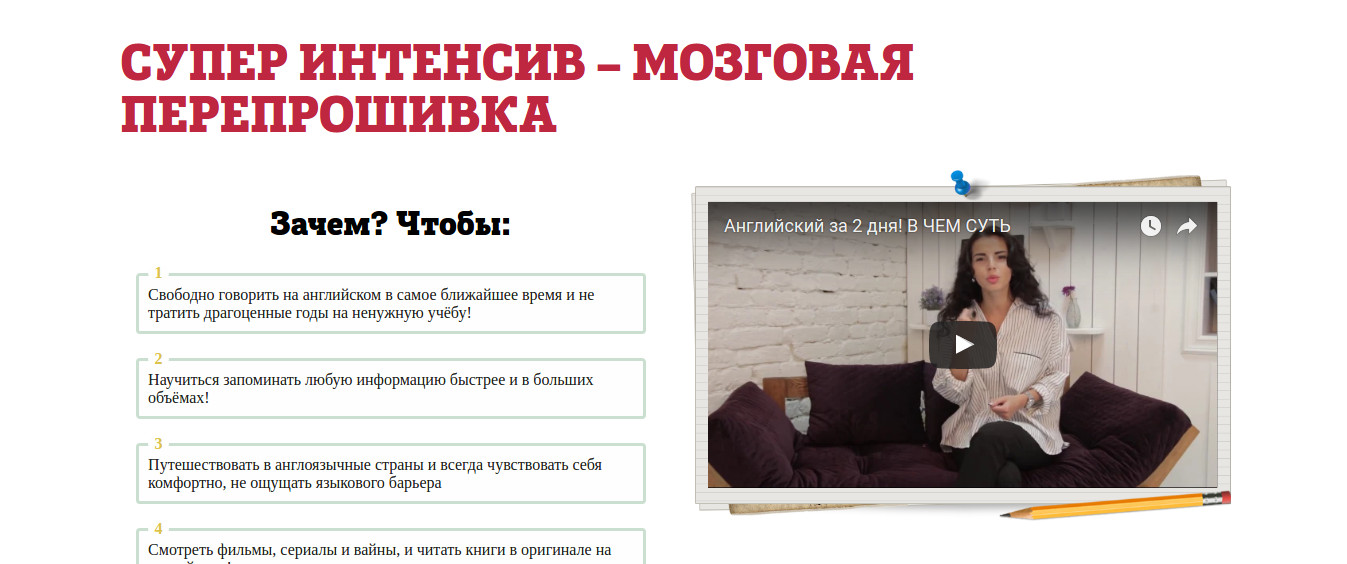 СУПЕР ИНТЕНСИВ – МОЗГОВАЯ
ПЕРЕПРОШИВКА
Зачем? Чтобы:
1
Свободно говорить на английском в самое ближайшее время и не
тратить драгоценные годы на ненужную учёбу!
2
Научиться запоминать любую информацию быстрее и в больших
объёмах!
3
Путешествовать в англоязычные страны и всегда чувствовать себя
комфортно, не ощущать языкового барьера
4
Смотреть фильмы, сериалы и вайны, и читать книги в оригинале на
Английский за 2 дня! В ЧЕМ СУТЬ